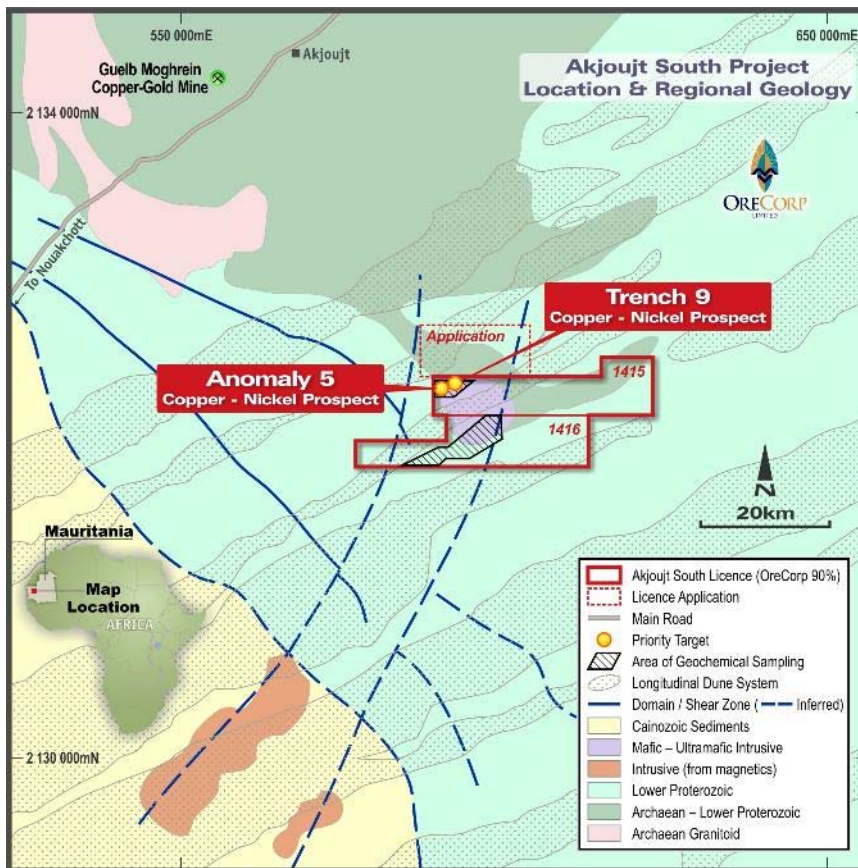 550 000mE
650 000mE
Akjoujt
Guelb Moghrein
Copper-Gold Mine
Akjoujt South Project
Location & Regional Geology
2 134 000mN
ORECORP
LIMITED
To Nouakchott
Trench 9
Copper - Nickel Prospect
Application
Anomaly 5
Copper - Nickel Prospect
1415
1416
N
20km
Mauritania
Map
Location
AFRICA
Akjoujt South Licence (OreCorp 90%)
Licence Application
Main Road
Priority Target
Area of Geochemical Sampling
Longitudinal Dune System
Domain / Shear Zone ( Inferred)
Cainozoic Sediments
Mafic – Ultramafic Intrusive
Intrusive (from magnetics)
Lower Proterozoic
Archaean – Lower Proterozoic
Archaean Granitoid
2 130 000mN